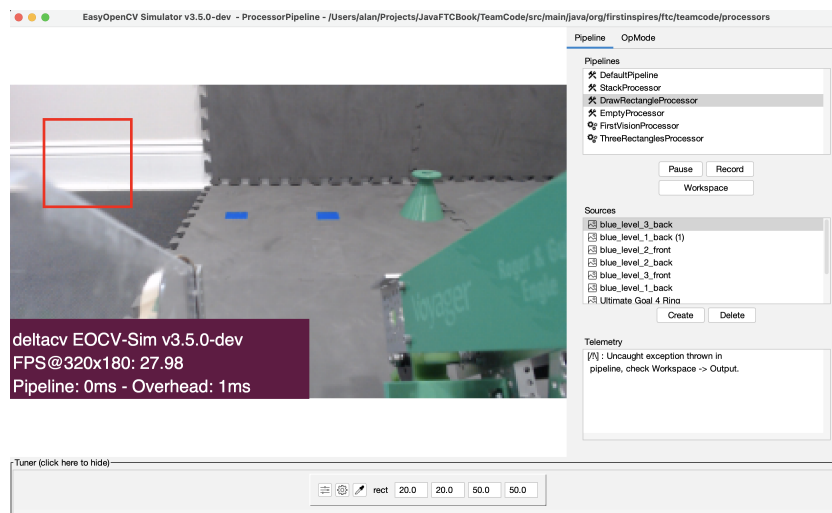 EasyOpenCV Simulator v3.5.0-dev - ProcessorPipeline - /Users/alan/Projects/JavaFTCBook/TeamCode/src/main/java/org/firstinspires/ftc/teamcode/processors
Pipeline OpMode
Pipelines
DefaultPipeline
StackProcessor
DrawRectangleProcessor
EmptyProcessor
FirstVisionProcessor
ThreeRectanglesProcessor
Pause Record
Workspace
Sources
blue_level_3_back
blue_level_1_back (1)
blue_level_2_front
blue_level_2_back
blue_level_3_front
blue_level_1_back
Ultimate Goal 4 Ring
Create Delete
Telemetry
[/!\] : Uncaught exception thrown in
pipeline, check Workspace -> Output.
Voyager
Roger & G
Engle
deltacv EOCV-Sim v3.5.0-dev
FPS@320x180: 27.98
Pipeline: 0ms - Overhead: 1ms
Tuner (click here to hide)
rect 20.0 20.0 50.0 50.0